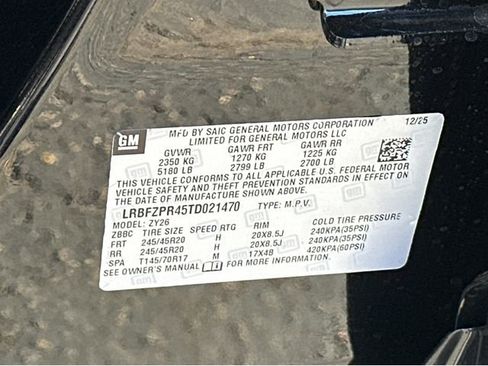 GM
MFD BY SAIC GENERAL MOTORS CORPORATION 12/25
LIMITED FOR GENERAL MOTORS LLC
GVWR GAWR FRT GAWR RR
2350 KG 1270 KG 1225 KG
5180 LB 2799 LB 2700 LB
THIS VEHICLE CONFORMS TO ALL APPLICABLE U.S. FEDERAL MOTOR
VEHICLE SAFETY AND THEFT PREVENTION STANDARDS IN EFFECT ON
THE DATE OF MANUFACTURE SHOWN ABOVE.
LRBFZPR45TD021470 TYPE: M.P.V.
MODEL: ZY26
ZBBC TIRE SIZE SPEED RTG RIM COLD TIRE PRESSURE
FRT 245/45R20 H 20X8.5J 240KPA(35PSI)
RR 245/45R20 H 20X8.5J 240KPA(35PSI)
SPA T145/70R17 M 17X4B 420KPA(60PSI)
SEE OWNER'S MANUAL FOR MORE INFORMATION.